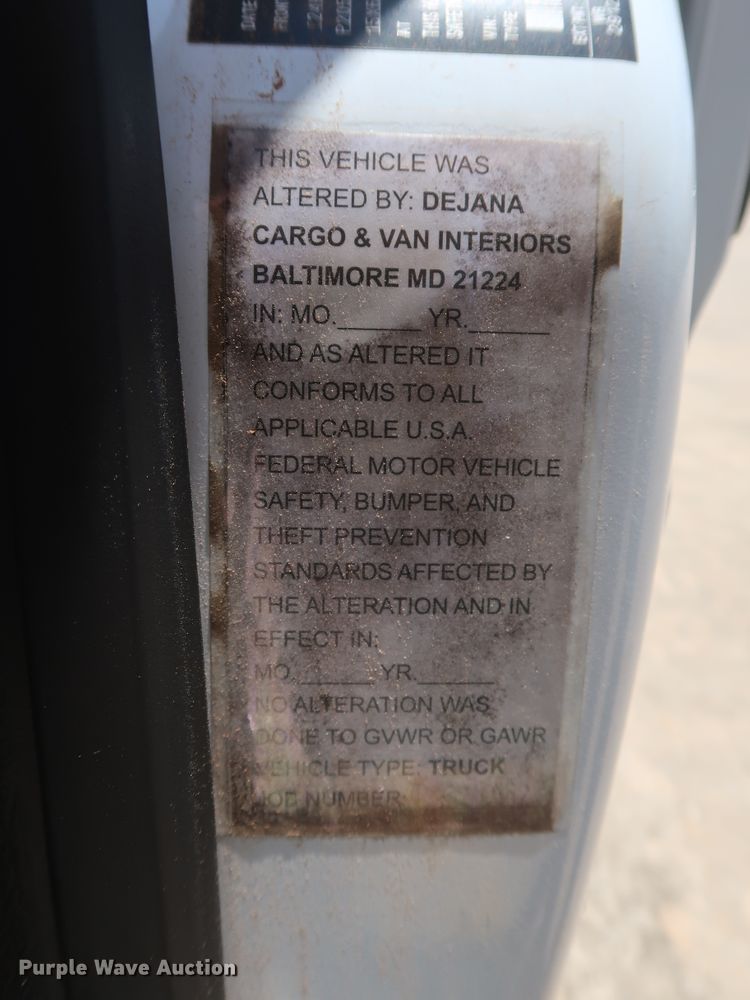 THIS VEHICLE WAS
ALTERED BY: DEJANA
CARGO & VAN INTERIORS
BALTIMORE MD 21224
IN: MO.______ YR.______
AND AS ALTERED IT
CONFORMS TO ALL
APPLICABLE U.S.A.
FEDERAL MOTOR VEHICLE
SAFETY, BUMPER, AND
THEFT PREVENTION
STANDARDS AFFECTED BY
THE ALTERATION AND IN
EFFECT IN:
MO.______YR.______
NO ALTERATION WAS
DONE TO GVWR OR GAWR
VEHICLE TYPE: TRUCK
JOB NUMBER:
Purple Wave Auction